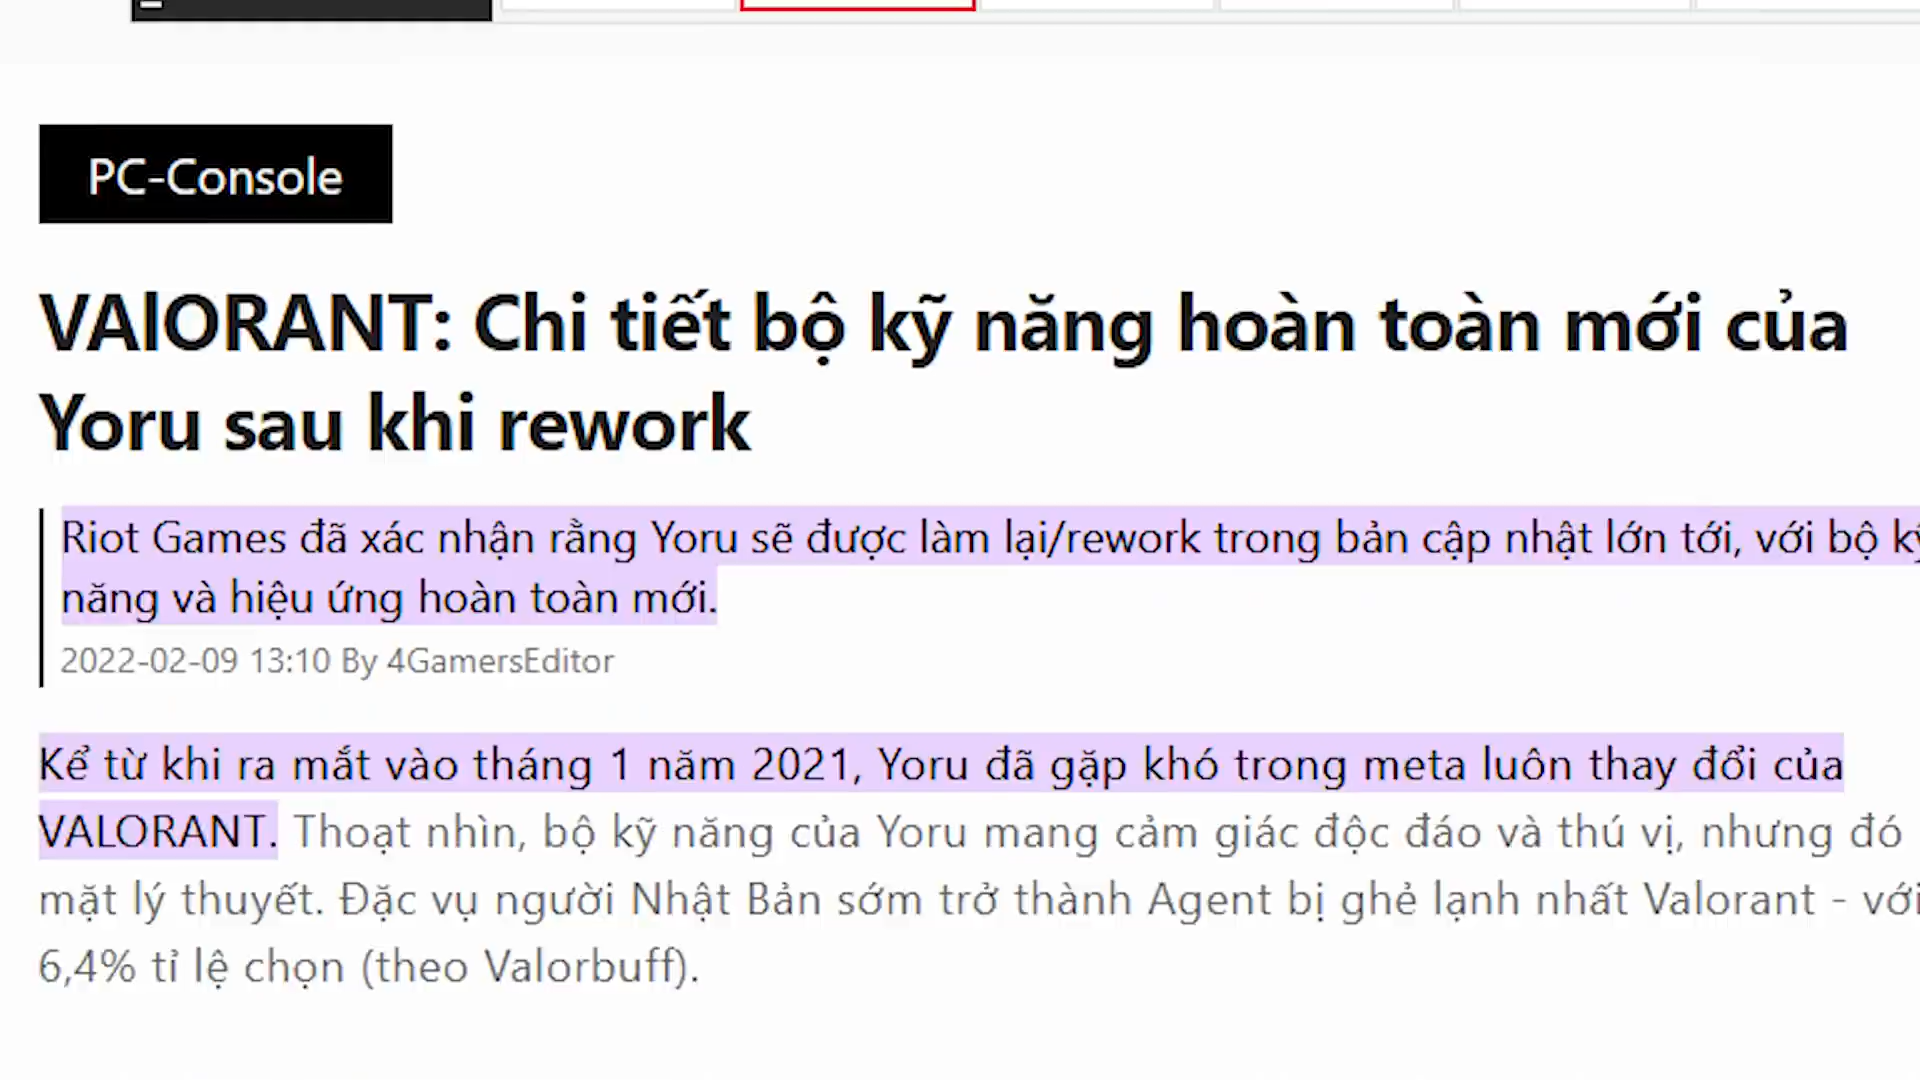 PC-Console
VAlORANT: Chi tiết bộ kỹ năng hoàn toàn mới của
Yoru sau khi rework
Riot Games đã xác nhận rằng Yoru sẽ được làm lại/rework trong bản cập nhật lớn tới, với bộ kỹ
năng và hiệu ứng hoàn toàn mới.
2022-02-09 13:10 By 4GamersEditor
Kể từ khi ra mắt vào tháng 1 năm 2021, Yoru đã gặp khó trong meta luôn thay đổi của
VALORANT. Thoạt nhìn, bộ kỹ năng của Yoru mang cảm giác độc đáo và thú vị, nhưng đó
mặt lý thuyết. Đặc vụ người Nhật Bản sớm trở thành Agent bị ghẻ lạnh nhất Valorant - với
6,4% tỉ lệ chọn (theo Valorbuff).